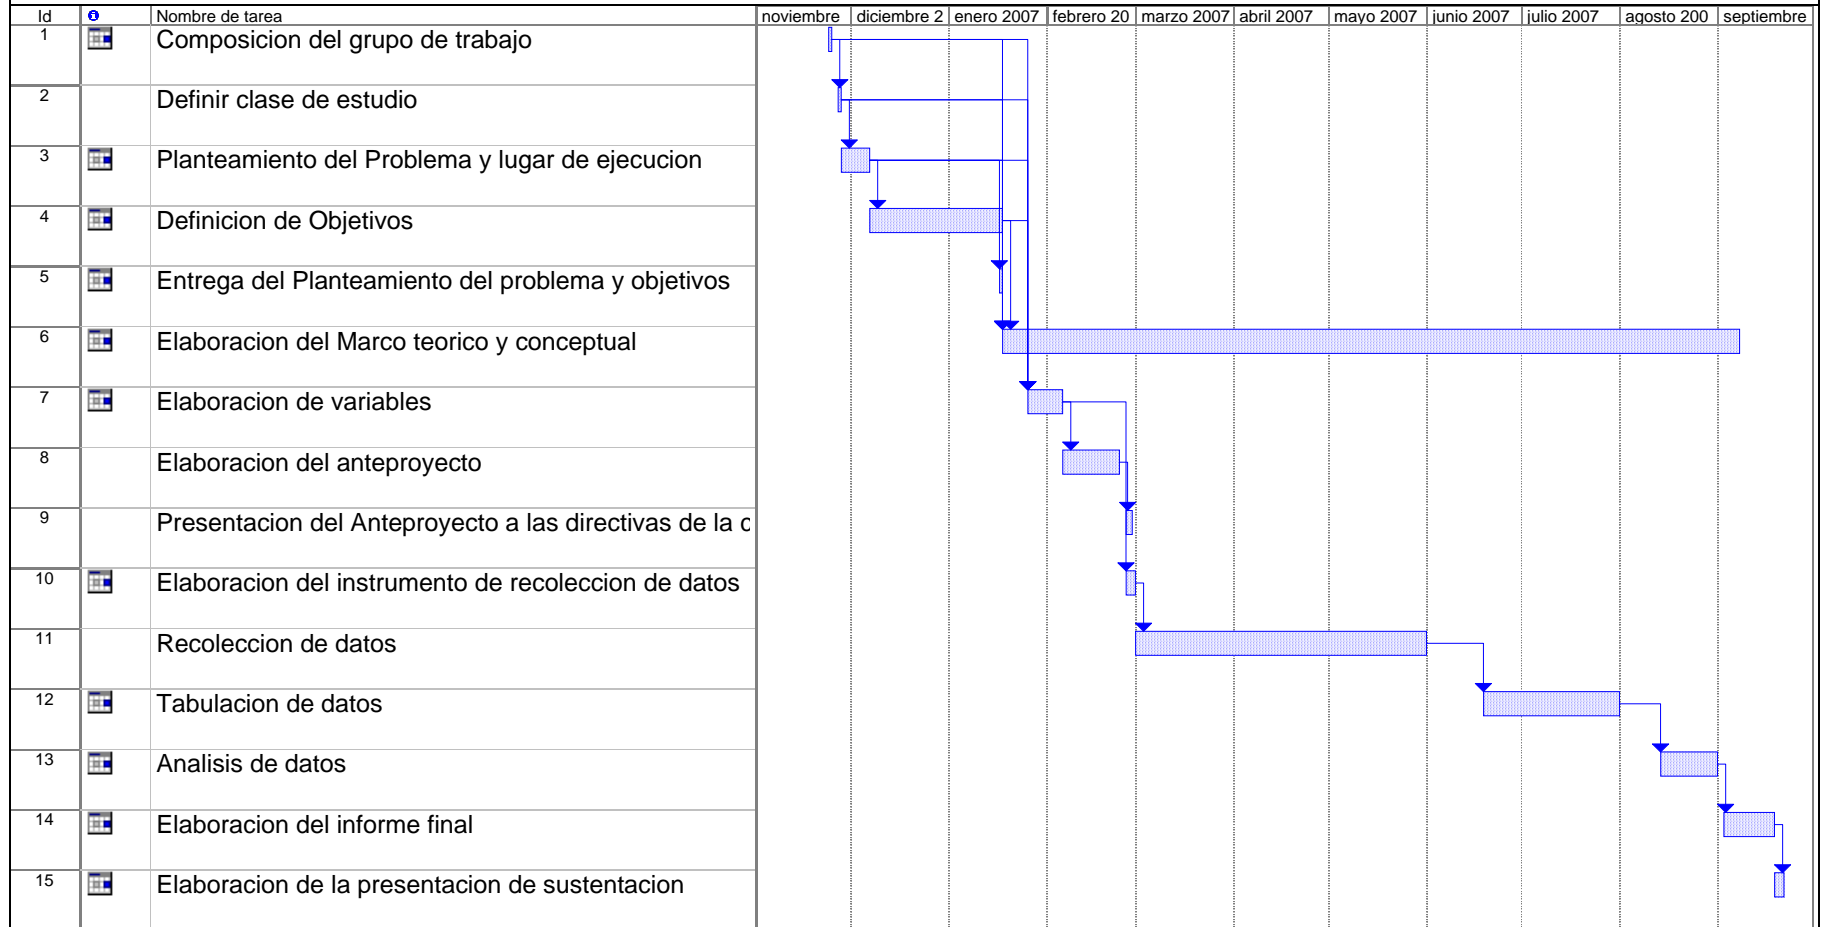 Id Nombre de tarea noviembre diciembre 2 enero 2007 febrero 20 marzo 2007 abril 2007 mayo 2007 junio 2007 julio 2007 agosto 200 septiembre
1 Composicion del grupo de trabajo
2 Definir clase de estudio
3 Planteamiento del Problema y lugar de ejecucion
4 Definicion de Objetivos
5 Entrega del Planteamiento del problema y objetivos
6 Elaboracion del Marco teorico y conceptual
7 Elaboracion de variables
8 Elaboracion del anteproyecto
9 Presentacion del Anteproyecto a las directivas de la c
10 Elaboracion del instrumento de recoleccion de datos
11 Recoleccion de datos
12 Tabulacion de datos
13 Analisis de datos
14 Elaboracion del informe final
15 Elaboracion de la presentacion de sustentacion